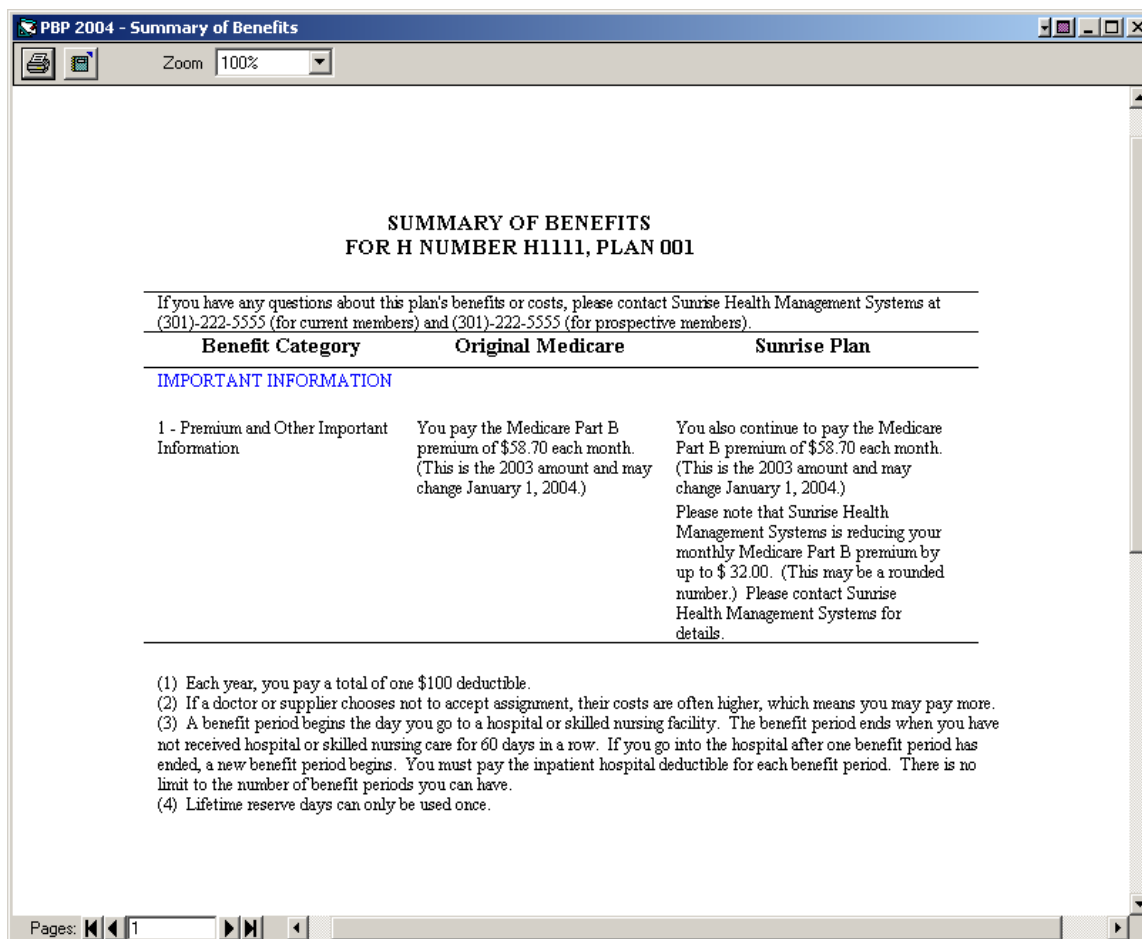 PBP 2004 - Summary of Benefits
Zoom 100%
SUMMARY OF BENEFITS
FOR H NUMBER H1111, PLAN 001
If you have any questions about this plan's benefits or costs, please contact Sunrise Health Management Systems at
(301)-222-5555 (for current members) and (301)-222-5555 (for prospective members).
Benefit Category Original Medicare Sunrise Plan
IMPORTANT INFORMATION
1 - Premium and Other Important
Information
You pay the Medicare Part B
premium of $58.70 each month.
(This is the 2003 amount and may
change January 1, 2004.)
You also continue to pay the Medicare
Part B premium of $58.70 each month.
(This is the 2003 amount and may
change January 1, 2004.)
Please note that Sunrise Health
Management Systems is reducing your
monthly Medicare Part B premium by
up to $ 32.00. (This may be a rounded
number.) Please contact Sunrise
Health Management Systems for
details.
(1) Each year, you pay a total of one $100 deductible.
(2) If a doctor or supplier chooses not to accept assignment, their costs are often higher, which means you may pay more.
(3) A benefit period begins the day you go to a hospital or skilled nursing facility. The benefit period ends when you have
not received hospital or skilled nursing care for 60 days in a row. If you go into the hospital after one benefit period has
ended, a new benefit period begins. You must pay the inpatient hospital deductible for each benefit period. There is no
limit to the number of benefit periods you can have.
(4) Lifetime reserve days can only be used once.
Pages: 1